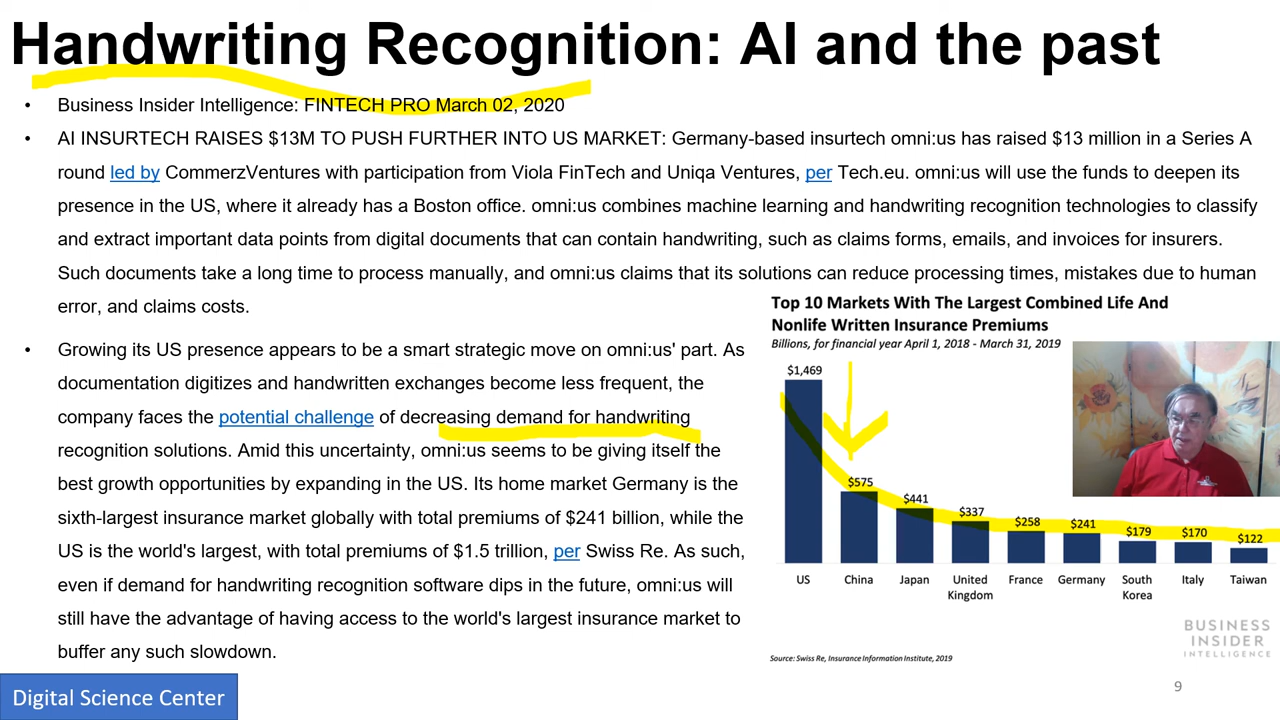 Handwriting Recognition: AI and the past
• Business Insider Intelligence: FINTECH PRO March 02, 2020
• AI INSURTECH RAISES $13M TO PUSH FURTHER INTO US MARKET: Germany-based insurtech omni:us has raised $13 million in a Series A
round led by CommerzVentures with participation from Viola FinTech and Uniqa Ventures, per Tech.eu. omni:us will use the funds to deepen its
presence in the US, where it already has a Boston office. omni:us combines machine learning and handwriting recognition technologies to classify
and extract important data points from digital documents that can contain handwriting, such as claims forms, emails, and invoices for insurers.
Such documents take a long time to process manually, and omni:us claims that its solutions can reduce processing times, mistakes due to human
error, and claims costs.
• Growing its US presence appears to be a smart strategic move on omni:us' part. As
documentation digitizes and handwritten exchanges become less frequent, the
company faces the potential challenge of decreasing demand for handwriting
recognition solutions. Amid this uncertainty, omni:us seems to be giving itself the
best growth opportunities by expanding in the US. Its home market Germany is the
sixth-largest insurance market globally with total premiums of $241 billion, while the
US is the world's largest, with total premiums of $1.5 trillion, per Swiss Re. As such,
even if demand for handwriting recognition software dips in the future, omni:us will
still have the advantage of having access to the world's largest insurance market to
buffer any such slowdown.
Top 10 Markets With The Largest Combined Life And
Nonlife Written Insurance Premiums
Billions, for financial year April 1, 2018 - March 31, 2019
$1,469
$575
$441
$337
$258
$241
$179
$170
$122
US
China
Japan
United
Kingdom
France
Germany
South
Korea
Italy
Taiwan
BUSINESS
INSIDER
INTELLIGENCE
Source: Swiss Re, Insurance Information Institute, 2019
Digital Science Center
9